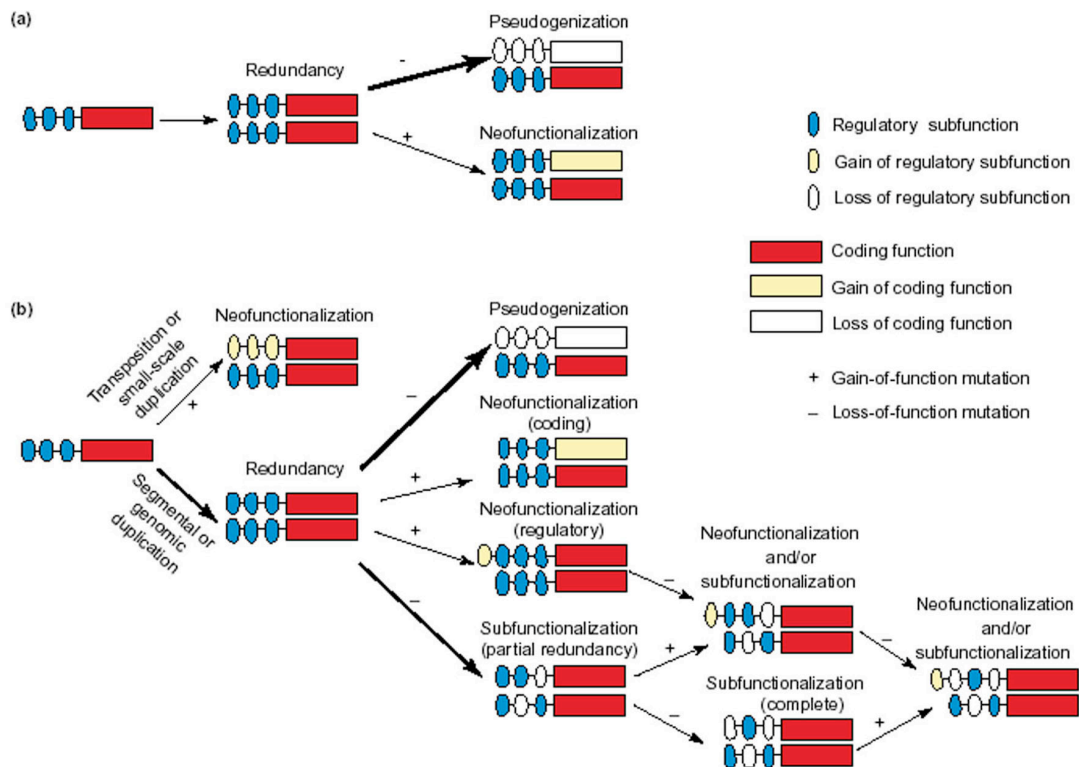 (a)
Pseudogenization
-
Redundancy
+
Neofunctionalization
Regulatory subfunction
Gain of regulatory subfunction
Loss of regulatory subfunction
Coding function
Gain of coding function
Loss of coding function
+ Gain-of-function mutation
– Loss-of-function mutation
(b)
Transposition or
small-scale
duplication
+
Neofunctionalization
Segmental or
genomic
duplication
Redundancy
–
Pseudogenization
+
Neofunctionalization
(coding)
+
Neofunctionalization
(regulatory)
–
Subfunctionalization
(partial redundancy)
–
+
Neofunctionalization
and/or
subfunctionalization
–
Subfunctionalization
(complete)
–
+
Neofunctionalization
and/or
subfunctionalization